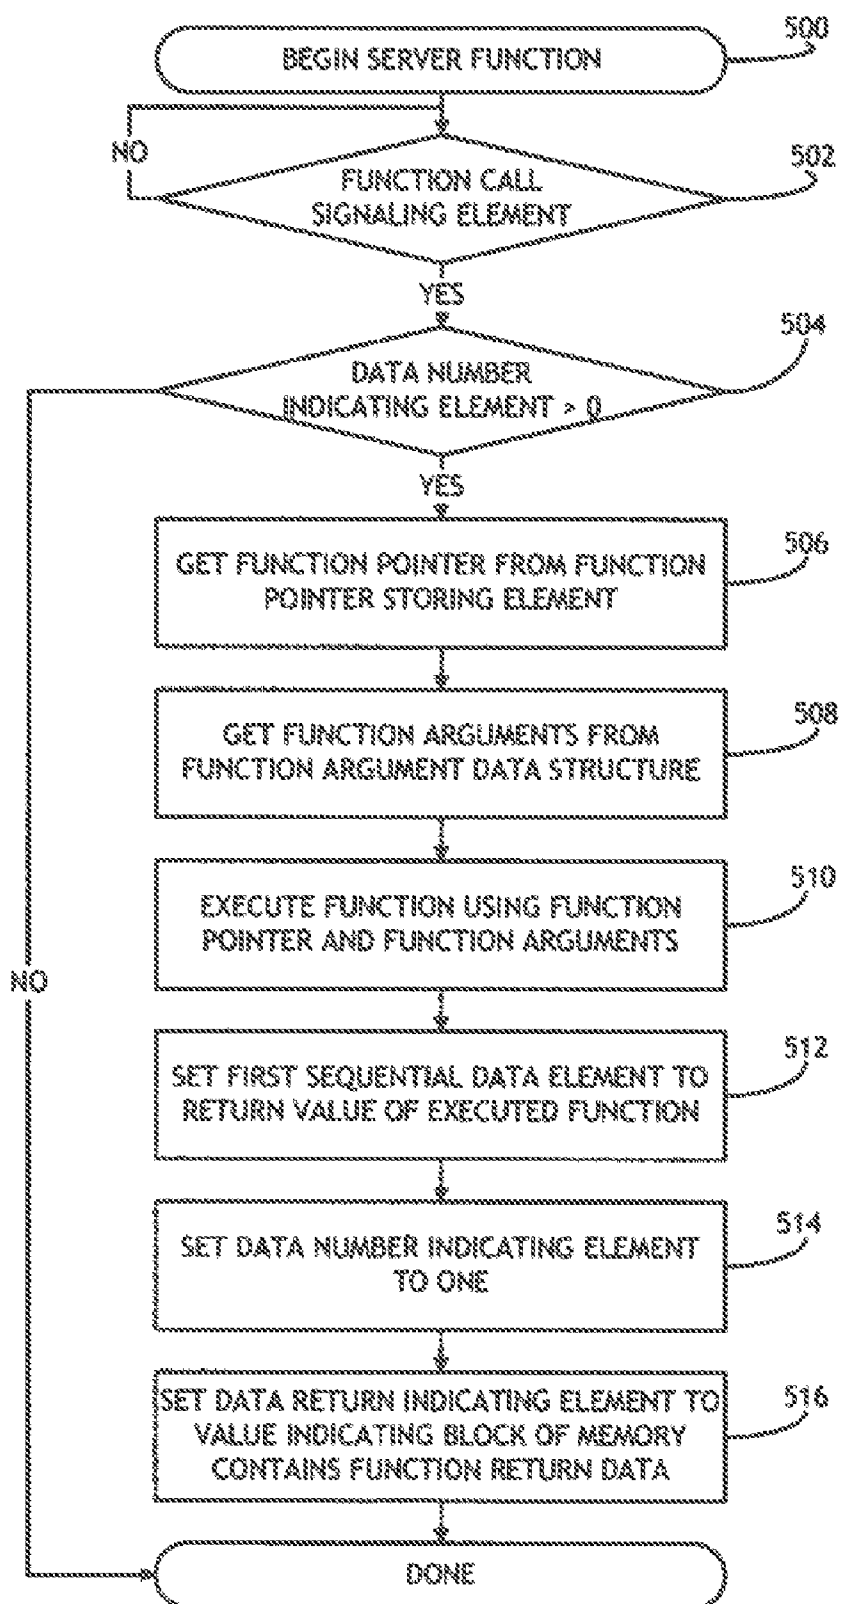 500
BEGIN SERVER FUNCTION
NO
502
FUNCTION CALL
SIGNALING ELEMENT
YES
504
DATA NUMBER
INDICATING ELEMENT > 0
YES
506
GET FUNCTION POINTER FROM FUNCTION
POINTER STORING ELEMENT
508
GET FUNCTION ARGUMENTS FROM
FUNCTION ARGUMENT DATA STRUCTURE
510
EXECUTE FUNCTION USING FUNCTION
POINTER AND FUNCTION ARGUMENTS
NO
512
SET FIRST SEQUENTIAL DATA ELEMENT TO
RETURN VALUE OF EXECUTED FUNCTION
514
SET DATA NUMBER INDICATING ELEMENT
TO ONE
516
SET DATA RETURN INDICATING ELEMENT TO
VALUE INDICATING BLOCK OF MEMORY
CONTAINS FUNCTION RETURN DATA
DONE